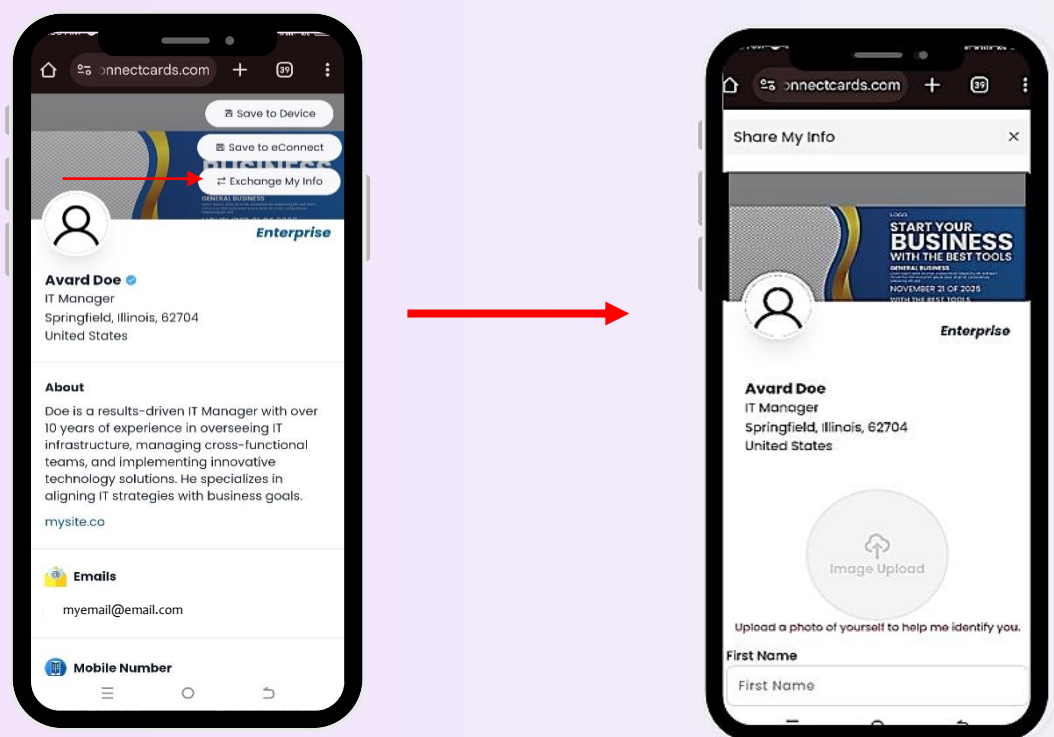 onnectcards.com
39
Save to Device
Save to eConnect
BUSINESS
Exchange My Info
GENERAL BUSINESS
Enterprise
Avard Doe
IT Manager
Springfield, Illinois, 62704
United States
About
Doe is a results-driven IT Manager with over
10 years of experience in overseeing IT
infrastructure, managing cross-functional
teams, and implementing innovative
technology solutions. He specializes in
aligning IT strategies with business goals.
mysite.co
Emails
myemail@email.com
Mobile Number
onnectcards.com
39
Share My Info
LOGO
START YOUR
BUSINESS
WITH THE BEST TOOLS
GENERAL BUSINESS
NOVEMBER 21 OF 2025
WITH THE BEST TOOLS
Enterprise
Avard Doe
IT Manager
Springfield, Illinois, 62704
United States
Image Upload
Upload a photo of yourself to help me identify you.
First Name
First Name